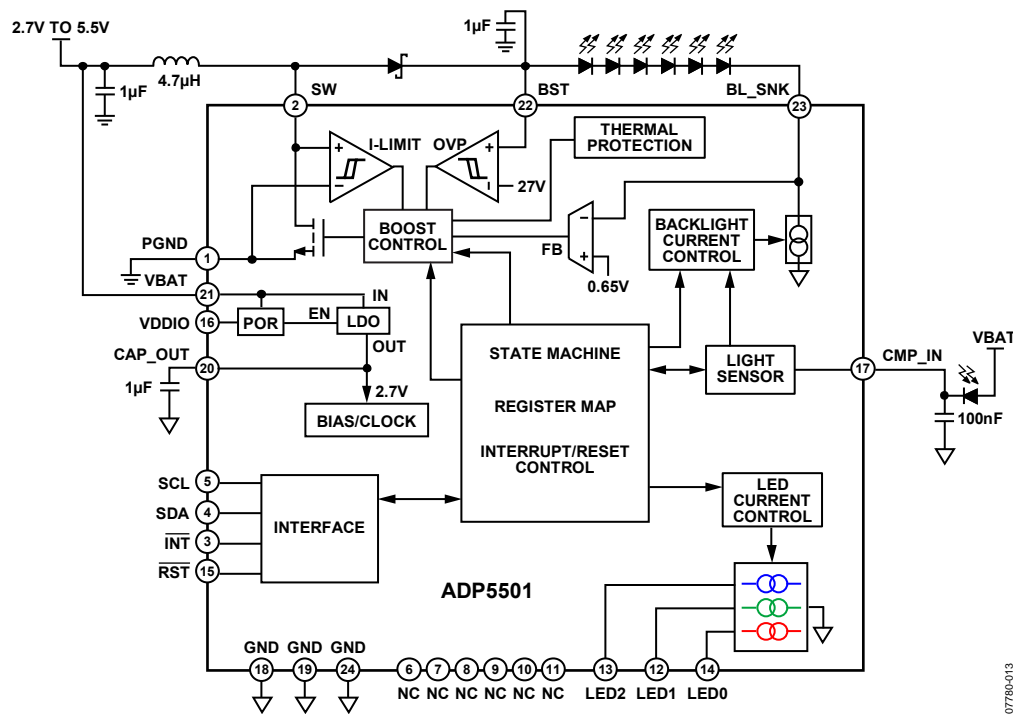 2.7V TO 5.5V
1µF
4.7µH
1µF
SW
2
BST
22
BL_SNK
23
I-LIMIT
+
–
OVP
+
–
27V
THERMAL
PROTECTION
BOOST
CONTROL
FB
–
+
0.65V
BACKLIGHT
CURRENT
CONTROL
PGND
1
VBAT
21
VDDIO
16
POR
EN
IN
LDO
OUT
CAP_OUT
20
1µF
2.7V
BIAS/CLOCK
STATE MACHINE
REGISTER MAP
INTERRUPT/RESET
CONTROL
LIGHT
SENSOR
17
CMP_IN
VBAT
100nF
SCL
5
SDA
4
INT
3
RST
15
INTERFACE
LED
CURRENT
CONTROL
ADP5501
GND
GND
GND
18
19
24
6
7
8
9
10
11
13
12
14
NC
NC
NC
NC
NC
NC
LED2
LED1
LED0
07780-013